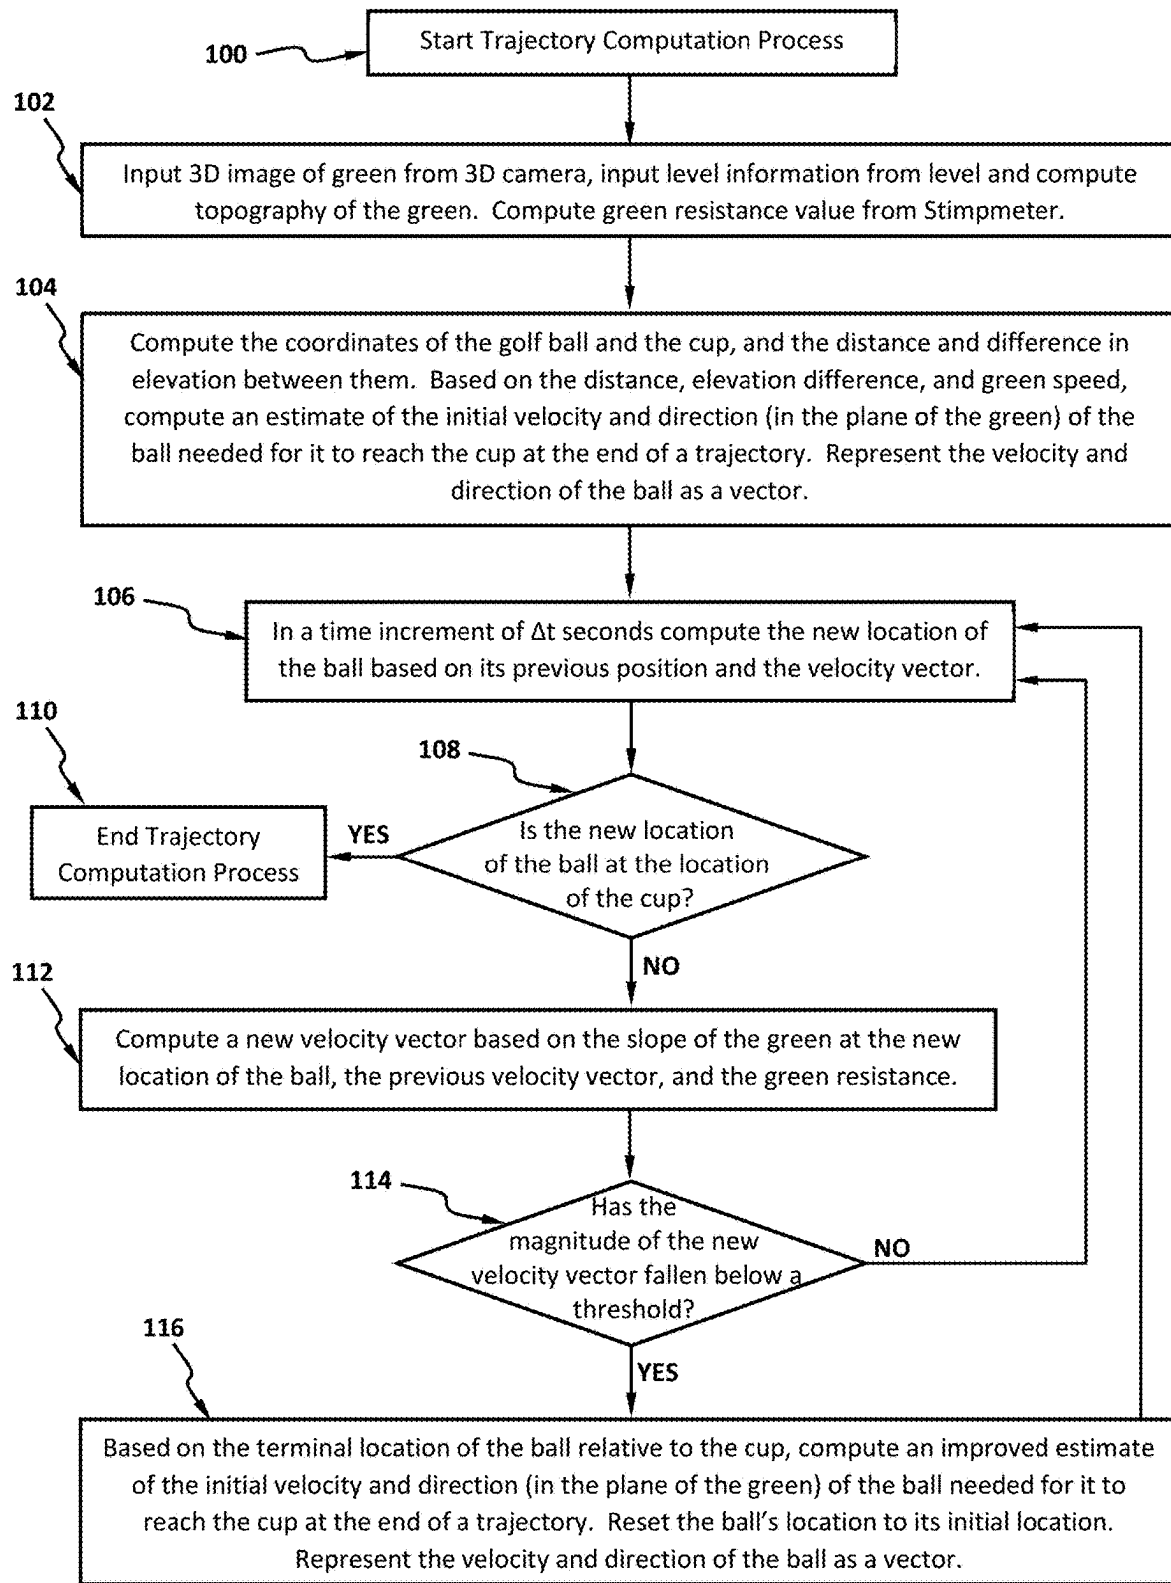 100
Start Trajectory Computation Process
102
Input 3D image of green from 3D camera, input level information from level and compute
topography of the green.  Compute green resistance value from Stimpmeter.
104
Compute the coordinates of the golf ball and the cup, and the distance and difference in
elevation between them.  Based on the distance, elevation difference, and green speed,
compute an estimate of the initial velocity and direction (in the plane of the green) of the
ball needed for it to reach the cup at the end of a trajectory.  Represent the velocity and
direction of the ball as a vector.
106
In a time increment of Δt seconds compute the new location of
the ball based on its previous position and the velocity vector.
110
108
End Trajectory
Computation Process
YES
Is the new location
of the ball at the location
of the cup?
NO
112
Compute a new velocity vector based on the slope of the green at the new
location of the ball, the previous velocity vector, and the green resistance.
114
Has the
magnitude of the new
velocity vector fallen below a
threshold?
NO
116
YES
Based on the terminal location of the ball relative to the cup, compute an improved estimate
of the initial velocity and direction (in the plane of the green) of the ball needed for it to
reach the cup at the end of a trajectory.  Reset the ball's location to its initial location.
Represent the velocity and direction of the ball as a vector.